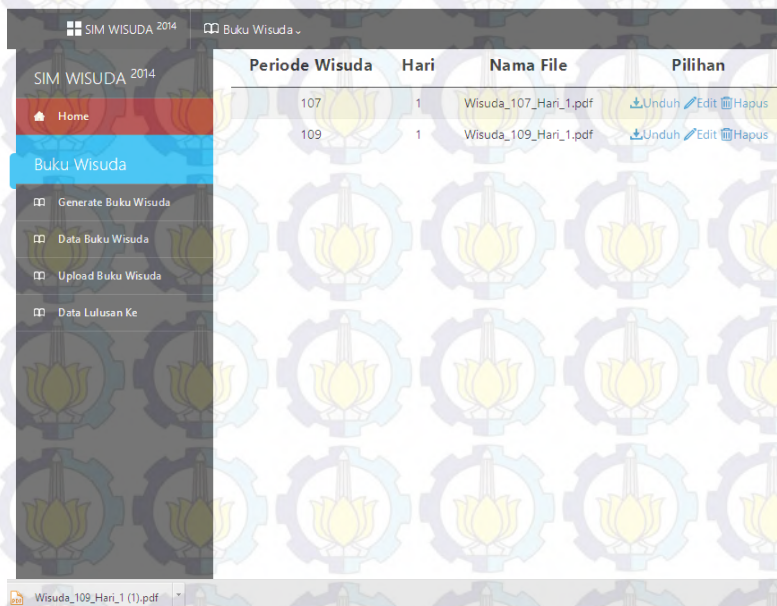 SIM WISUDA 2014 Buku Wisuda
SIM WISUDA 2014
Home
Buku Wisuda
Generate Buku Wisuda
Data Buku Wisuda
Upload Buku Wisuda
Data Lulusan Ke
Periode Wisuda Hari Nama File Pilihan
107 1 Wisuda_107_Hari_1.pdf Unduh Edit Hapus
109 1 Wisuda_109_Hari_1.pdf Unduh Edit Hapus
Wisuda_109_Hari_1 (1).pdf